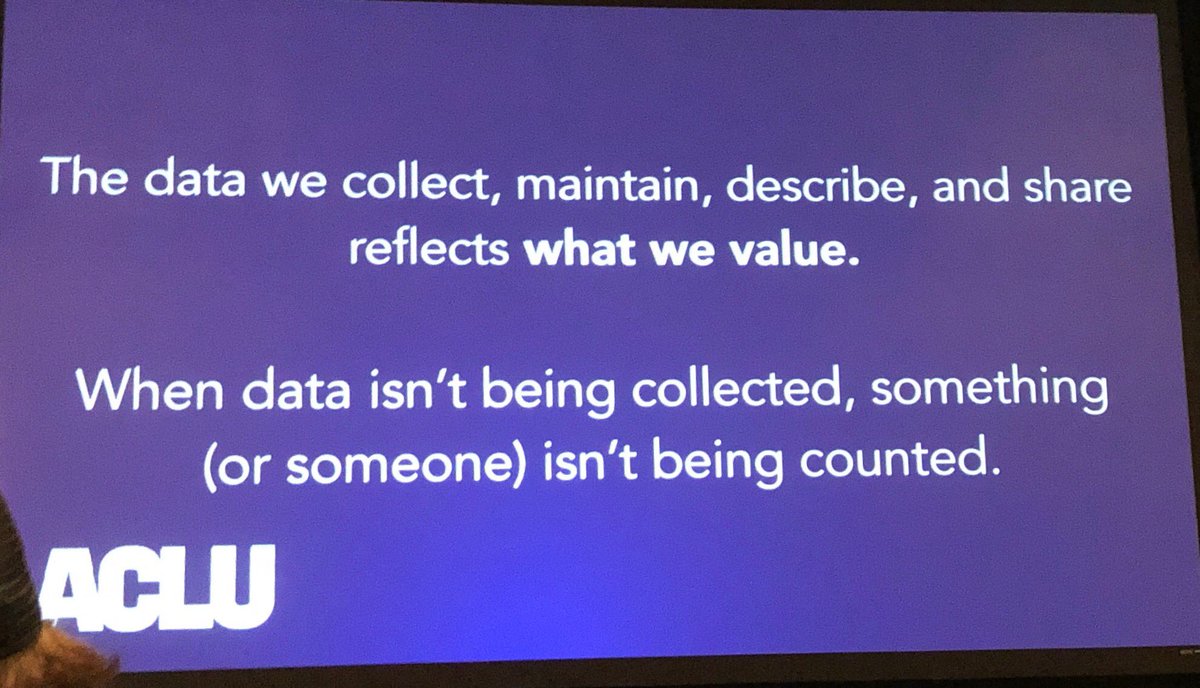 The data we collect, maintain, describe, and share
reflects what we value.
When data isn’t being collected, something
(or someone) isn’t being counted.
ACLU